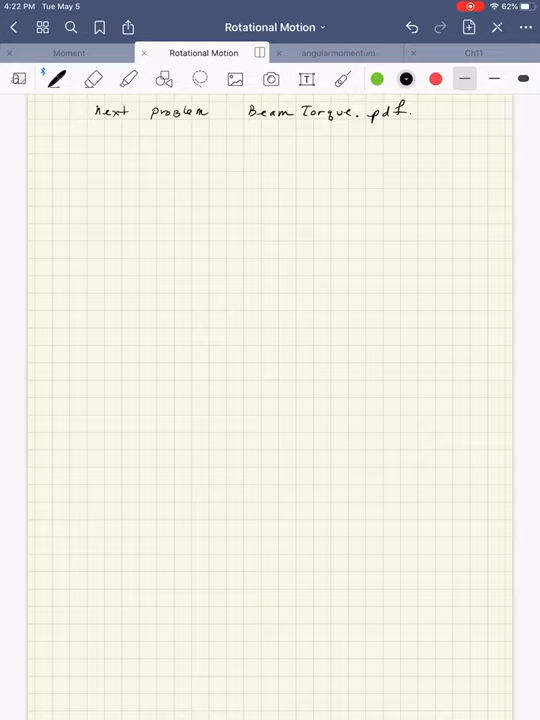 4:22 PM Tue May 5
62%
Rotational Motion
Moment
Rotational Motion
angularmomentum
Ch11
next problem Beam Torque. pdf.